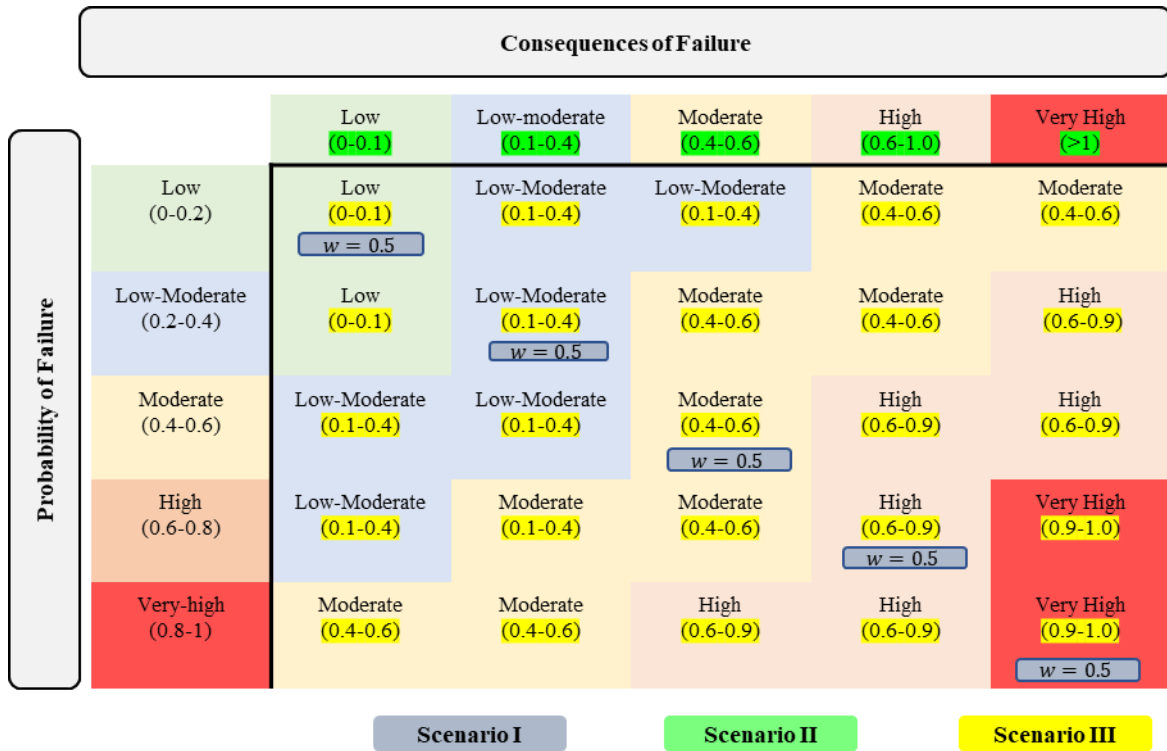 Consequences of Failure
Probability of Failure
Low Low-moderate Moderate High Very High
(0-0.1) (0.1-0.4) (0.4-0.6) (0.6-1.0) (>1)
Low Low Low-Moderate Low-Moderate Moderate Moderate
(0-0.2) (0-0.1) (0.1-0.4) (0.1-0.4) (0.4-0.6) (0.4-0.6)
w = 0.5
Low-Moderate Low Low-Moderate Moderate Moderate High
(0.2-0.4) (0-0.1) (0.1-0.4) (0.4-0.6) (0.4-0.6) (0.6-0.9)
w = 0.5
Moderate Low-Moderate Low-Moderate Moderate High High
(0.4-0.6) (0.1-0.4) (0.1-0.4) (0.4-0.6) (0.6-0.9) (0.6-0.9)
w = 0.5
High Low-Moderate Moderate Moderate High Very High
(0.6-0.8) (0.1-0.4) (0.1-0.4) (0.4-0.6) (0.6-0.9) (0.9-1.0)
w = 0.5
Very-high Moderate Moderate High High Very High
(0.8-1) (0.4-0.6) (0.4-0.6) (0.6-0.9) (0.6-0.9) (0.9-1.0)
w = 0.5
Scenario I Scenario II Scenario III